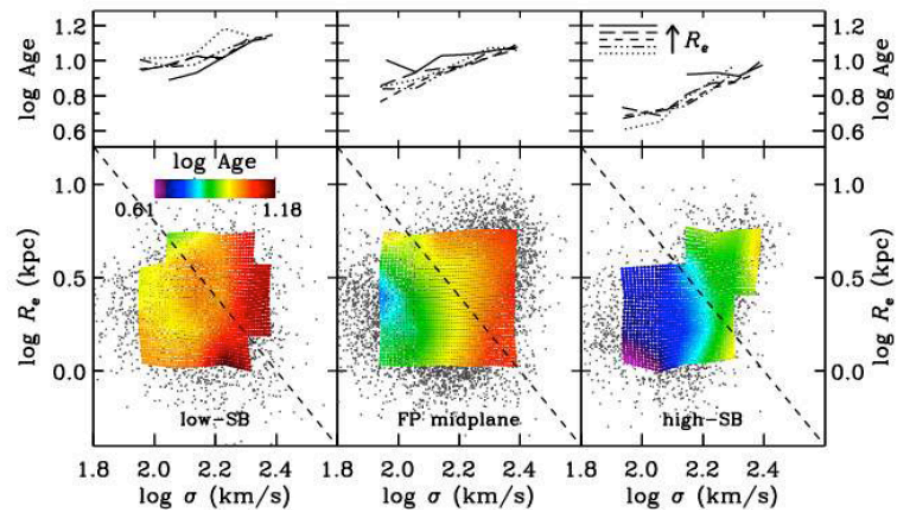 log Age
1.2
1.0
0.8
0.6
R_e
1.2
1.0
0.8
0.6
log Age
log R_e (kpc)
1.0
0.5
0.0
log Age
0.61 1.18
low-SB
FP midplane
high-SB
1.0
0.5
0.0
log R_e (kpc)
1.8 2.0 2.2 2.4 2.0 2.2 2.4 2.0 2.2 2.4 2.6
log σ (km/s) log σ (km/s) log σ (km/s)